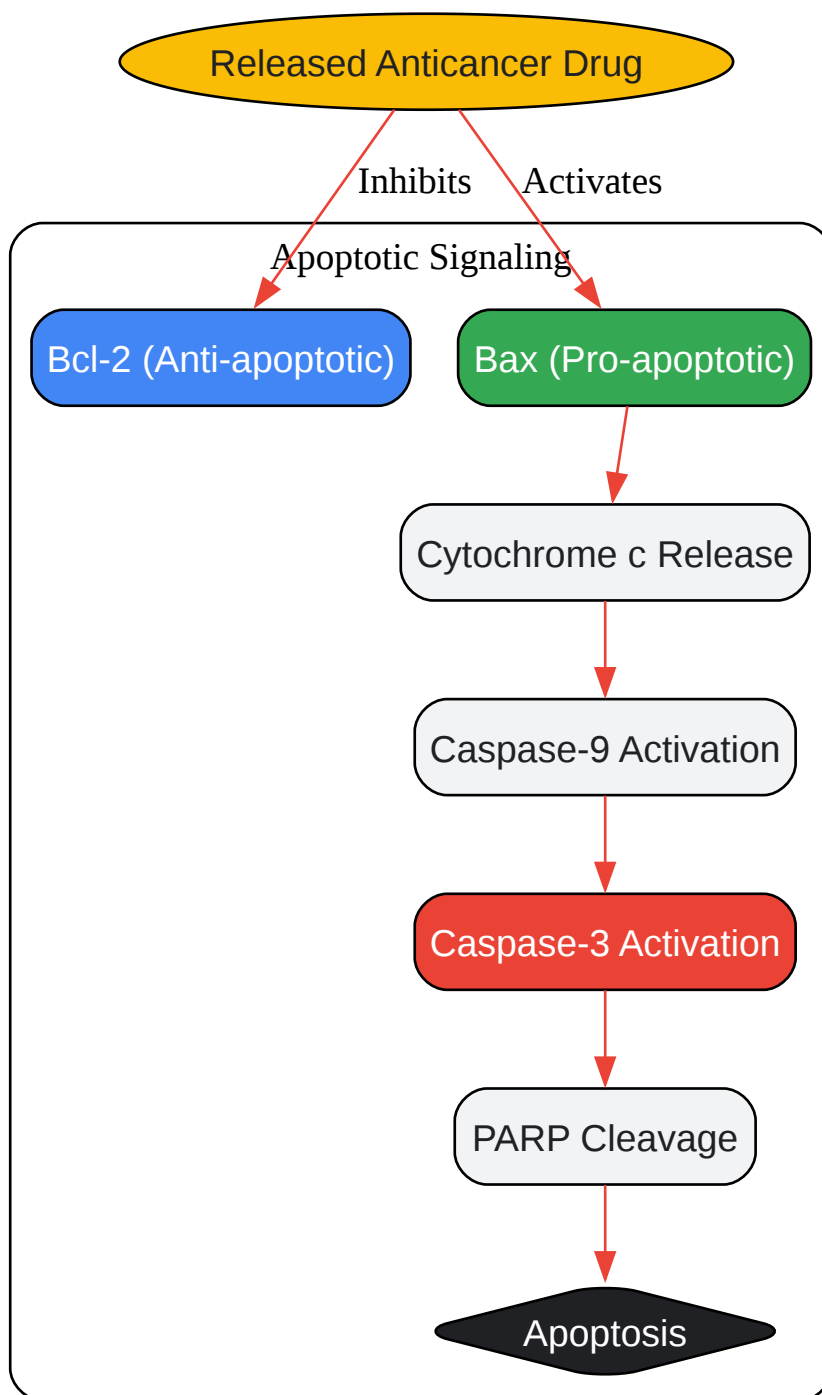 Released Anticancer Drug
Inhibits
Activates
Apoptotic Signaling
Bcl-2 (Anti-apoptotic)
Bax (Pro-apoptotic)
Cytochrome c Release
Caspase-9 Activation
Caspase-3 Activation
PARP Cleavage
Apoptosis